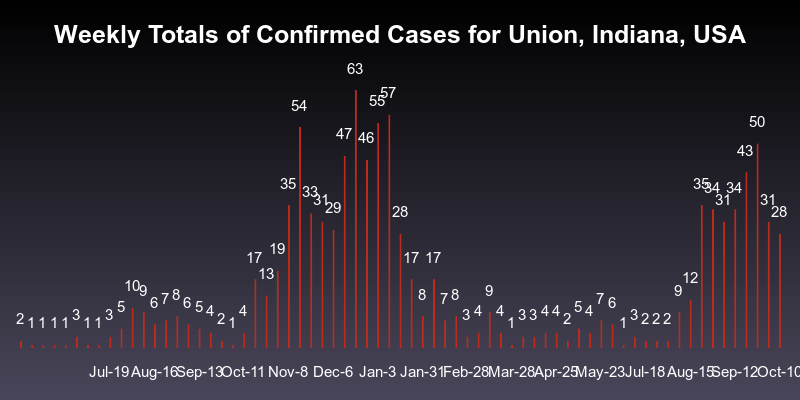 Weekly Totals of Confirmed Cases for Union, Indiana, USA
63
57
55
54
50
47
46
43
35 33 31 29 28 35 34 31 34 31 28
19
17 13 17 17
10 9 6 7 8 6 5 4 2 1 4 8 7 8 9 12
2 1 1 1 1 3 1 1 3 5 3 4 4 1 3 3 4 4 2 5 4 7 6 1 3 2 2 2 9
Jul-19 Aug-16 Sep-13 Oct-11 Nov-8 Dec-6 Jan-3 Jan-31 Feb-28 Mar-28 Apr-25 May-23 Jul-18 Aug-15 Sep-12 Oct-10